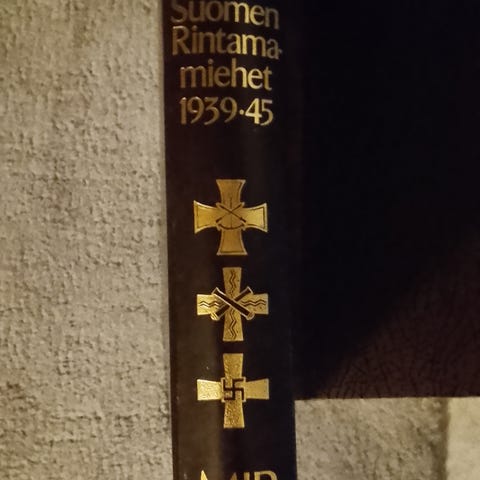 Suomen
Rintama-
miehet
1939-45